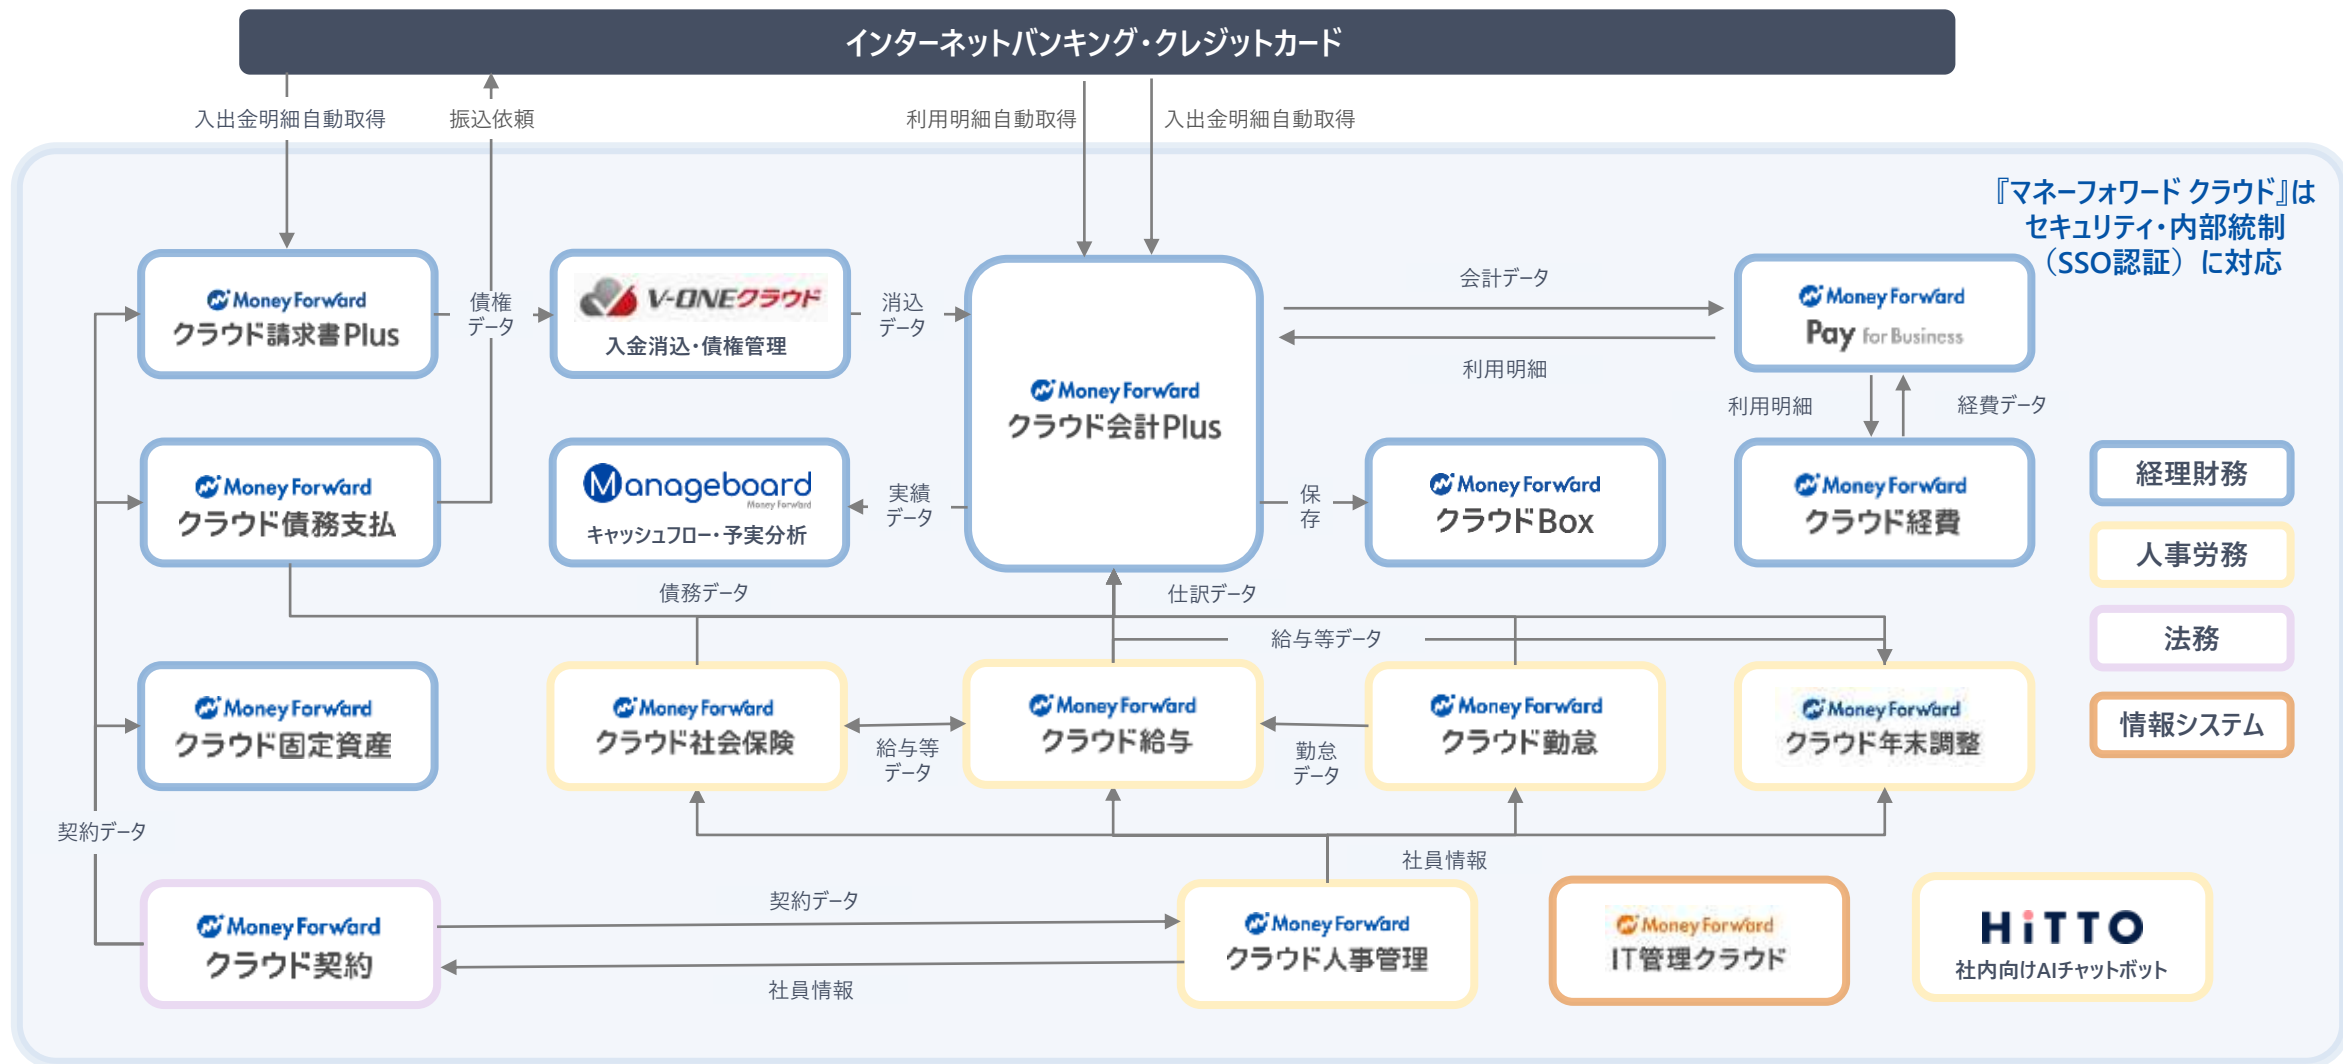 インターネットバンキング・クレジットカード
入出金明細自動取得
振込依頼
利用明細自動取得
入出金明細自動取得
『マネーフォワード クラウド』は
セキュリティ・内部統制
（SSO認証）に対応
Money Forward
クラウド請求書Plus
債権
データ
V-ONEクラウド
入金消込・債権管理
消込
データ
Money Forward
クラウド会計Plus
会計データ
利用明細
Money Forward
Pay for Business
利用明細
経費データ
Money Forward
クラウド債務支払
Manageboard
Money Forward
キャッシュフロー・予実分析
実績
データ
保
存
Money Forward
クラウドBox
Money Forward
クラウド経費
経理財務
人事労務
法務
情報システム
債務データ
仕訳データ
給与等データ
Money Forward
クラウド固定資産
Money Forward
クラウド社会保険
給与等
データ
Money Forward
クラウド給与
勤怠
データ
Money Forward
クラウド勤怠
Money Forward
クラウド年末調整
契約データ
社員情報
Money Forward
クラウド契約
契約データ
社員情報
Money Forward
クラウド人事管理
Money Forward
IT管理クラウド
HiTTO
社内向けAIチャットボット